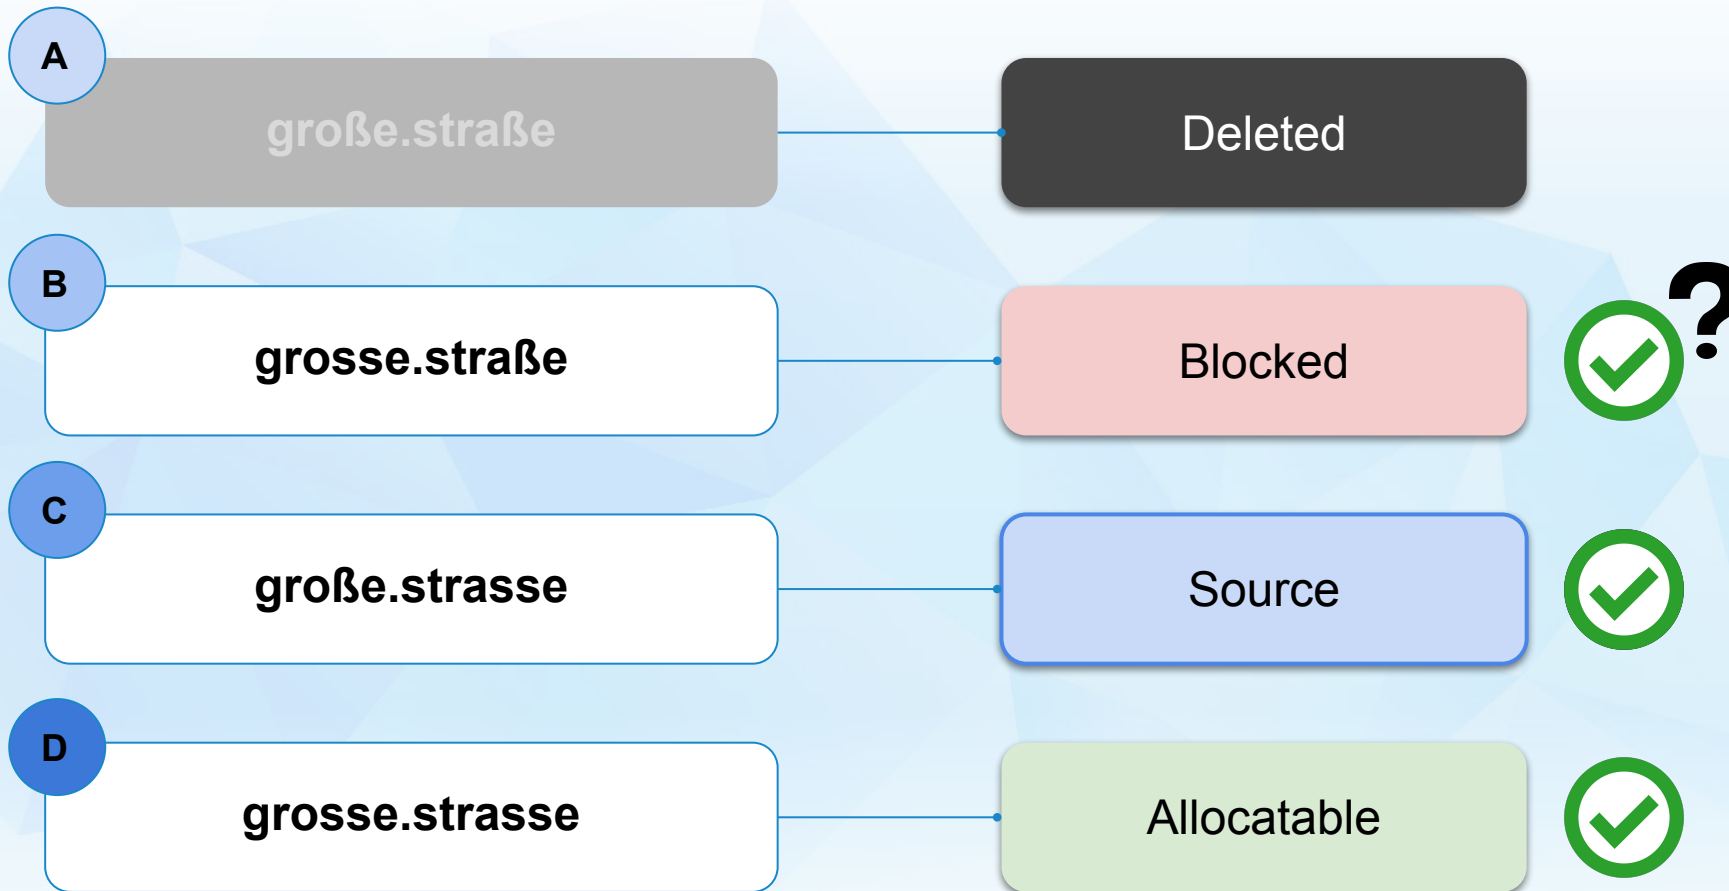 A
große.straße
Deleted
B
grosse.straße
Blocked
?
C
große.strasse
Source
D
grosse.strasse
Allocatable